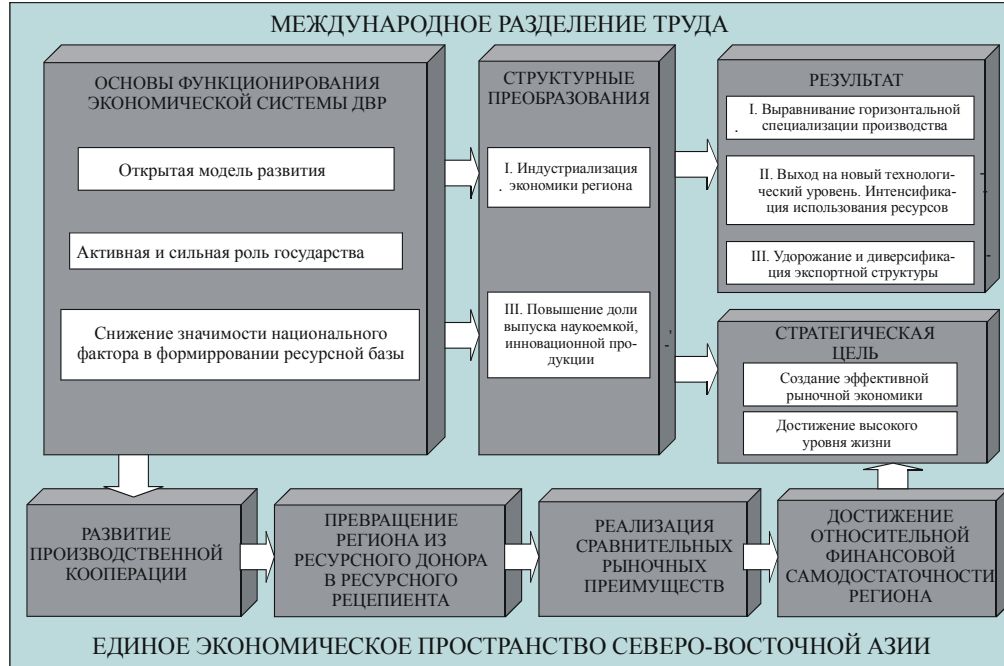 МЕЖДУНАРОДНОЕ РАЗДЕЛЕНИЕ ТРУДА
ОСНОВЫ ФУНКЦИОНИРОВАНИЯ
ЭКОНОМИЧЕСКОЙ СИСТЕМЫ ДВР
Открытая модель развития
Активная и сильная роль государства
Снижение значимости национального
фактора в формирровании ресурсной базы
СТРУКТУРНЫЕ
ПРЕОБРАЗОВАНИЯ
I. Индустриализация
. экономики региона
III. Повышение доли
выпуска наукоемкой,
инновационной про-
дукции
РЕЗУЛЬТАТ
I. Выравнивание горизонтальной
. специализации производства
II. Выход на новый технологи-
ческий уровень. Интенсифика-
ция использования ресурсов
III. Удорожание и диверсифика-
ция экспортной структуры
СТРАТЕГИЧЕСКАЯ
ЦЕЛЬ
Создание эффективной
рыночной экономики
Достижение высокого
уровня жизни
РАЗВИТИЕ
ПРОИЗВОДСТВЕННОЙ
КООПЕРАЦИИ
ПРЕВРАЩЕНИЕ
РЕГИОНА ИЗ
РЕСУРСНОГО ДОНОРА
В РЕСУРСНОГО
РЕЦЕПИЕНТА
РЕАЛИЗАЦИЯ
СРАВНИТЕЛЬНЫХ
РЫНОЧНЫХ
ПРЕИМУЩЕСТВ
ДОСТИЖЕНИЕ
ОТНОСИТЕЛЬНОЙ
ФИНАНСОВОЙ
САМОДОСТАТОЧНОСТИ
РЕГИОНА
ЕДИНОЕ ЭКОНОМИЧЕСКОЕ ПРОСТРАНСТВО СЕВЕРО-ВОСТОЧНОЙ АЗИИ